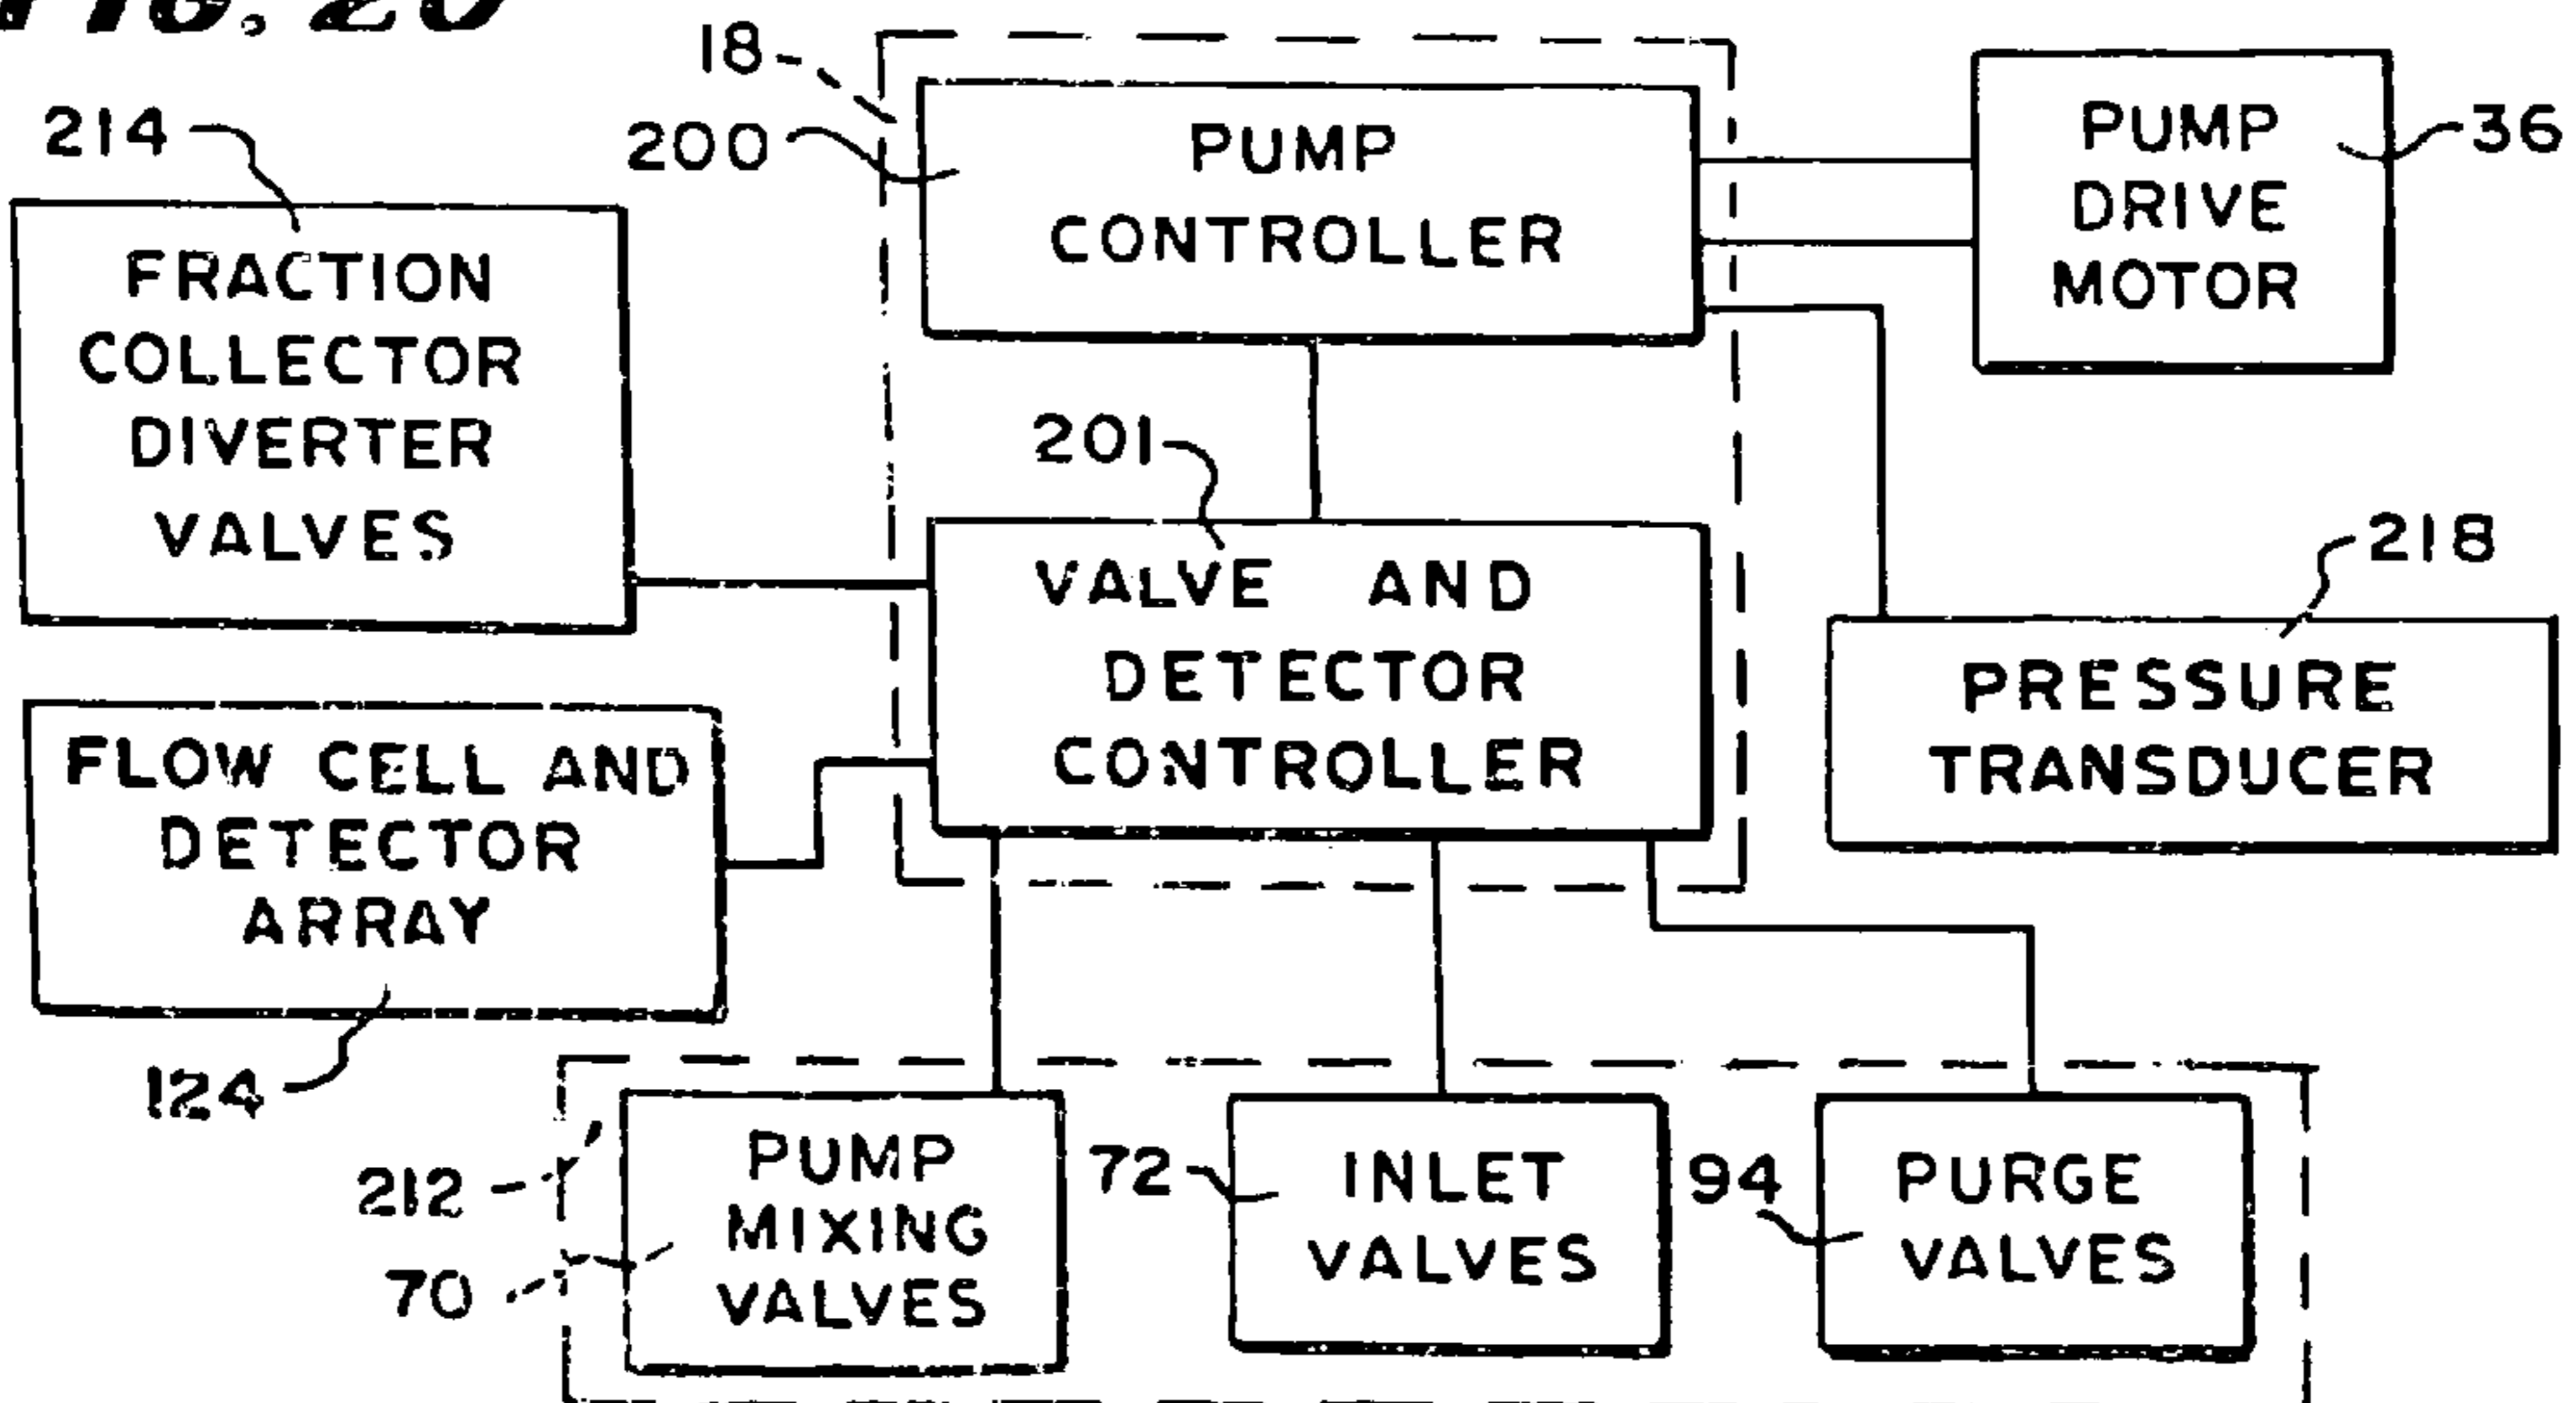 FIG. 20
18
200
PUMP
CONTROLLER
PUMP
DRIVE
MOTOR
36
214
FRACTION
COLLECTOR
DIVERTER
VALVES
201
VALVE AND
DETECTOR
CONTROLLER
218
PRESSURE
TRANSDUCER
FLOW CELL AND
DETECTOR
ARRAY
124
212
70
PUMP
MIXING
VALVES
72
INLET
VALVES
94
PURGE
VALVES